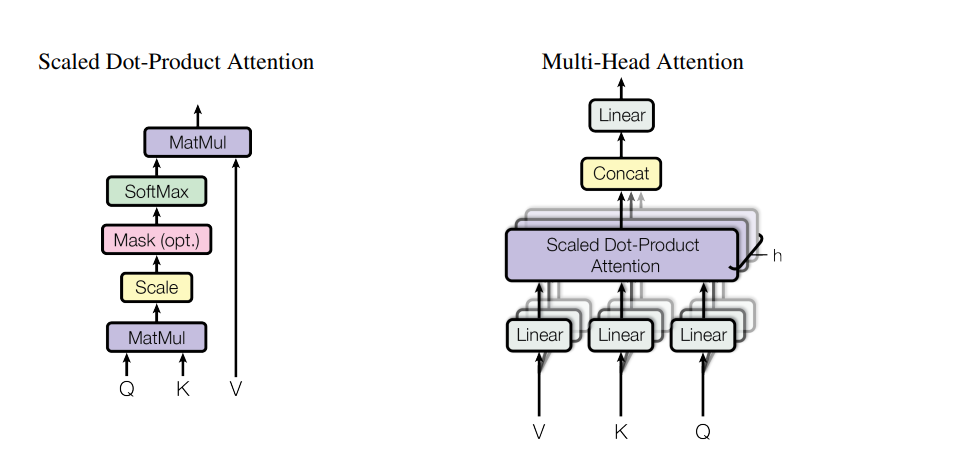 Scaled Dot-Product Attention
MatMul
SoftMax
Mask (opt.)
Scale
MatMul
Q K V
Multi-Head Attention
Linear
Concat
Scaled Dot-Product
Attention
h
Linear Linear Linear
V K Q